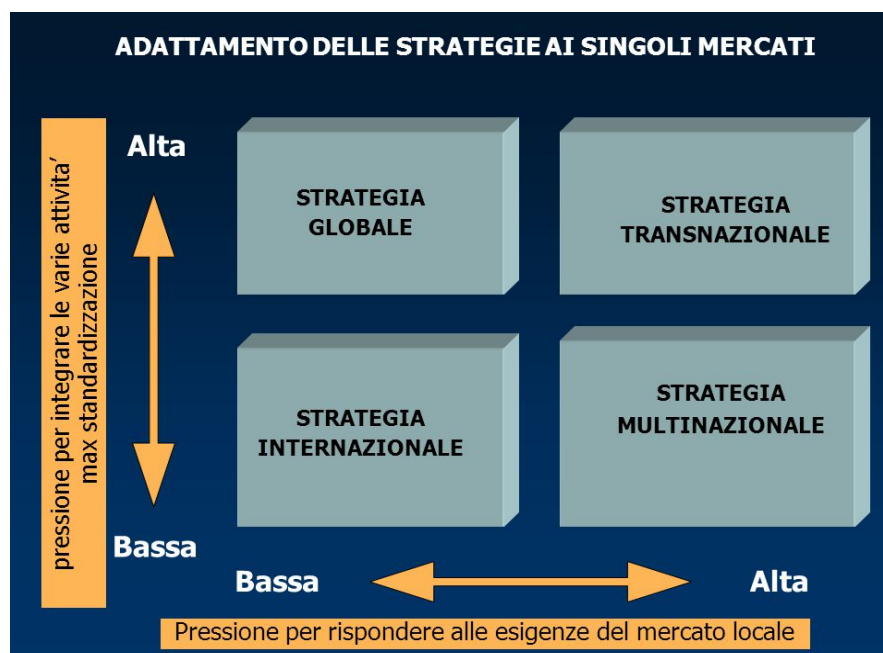 ADATTAMENTO DELLE STRATEGIE AI SINGOLI MERCATI
pressione per integrare le varie attivita'
max standardizzazione
Alta
STRATEGIA
GLOBALE
STRATEGIA
TRANSNAZIONALE
STRATEGIA
INTERNAZIONALE
STRATEGIA
MULTINAZIONALE
Bassa
Bassa
Alta
Pressione per rispondere alle esigenze del mercato locale